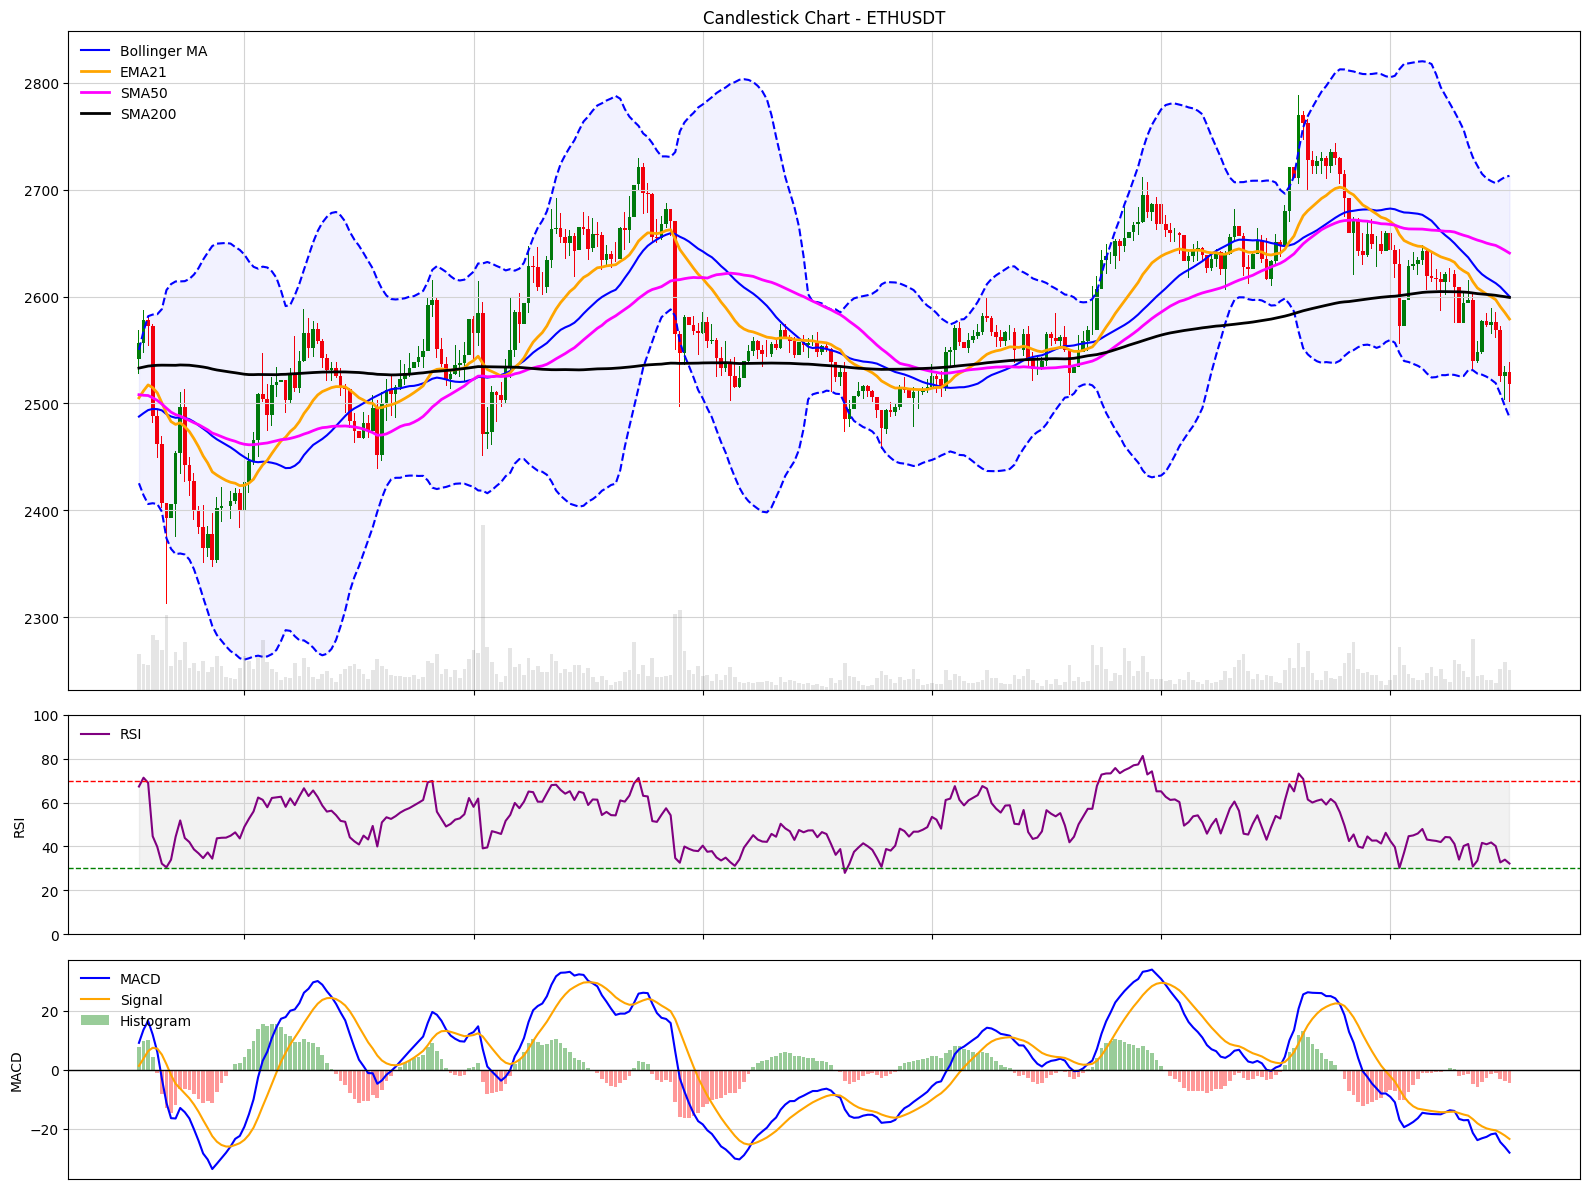 Candlestick Chart - ETHUSDT
Bollinger MA
EMA21
SMA50
SMA200
2800
2700
2600
2500
2400
2300
RSI
100
80
60
40
20
0
RSI
MACD
Signal
Histogram
20
0
−20
MACD